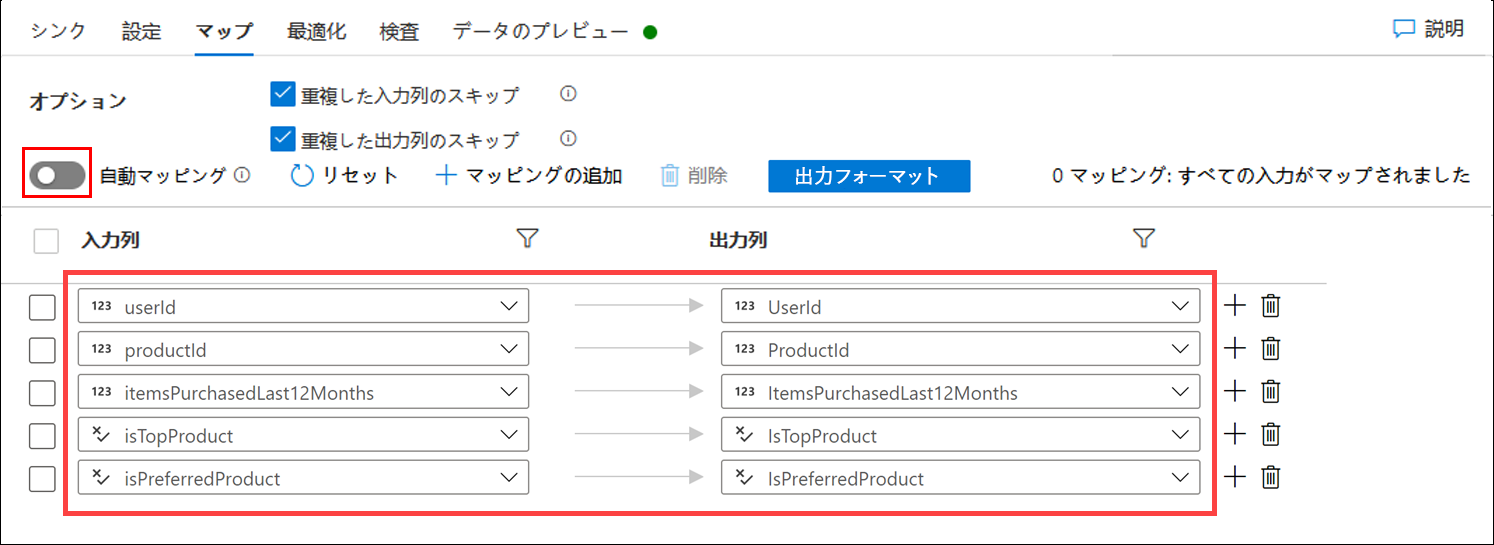 シンク 設定 マップ 最適化 検査 データのプレビュー 説明
オプション 重複した入力列のスキップ
重複した出力列のスキップ
自動マッピング リセット マッピングの追加 削除 出力フォーマット 0 マッピング: すべての入力がマップされました
入力列 出力列
123 userId 123 UserId
123 productId 123 ProductId
123 itemsPurchasedLast12Months 123 ItemsPurchasedLast12Months
isTopProduct IsTopProduct
isPreferredProduct IsPreferredProduct